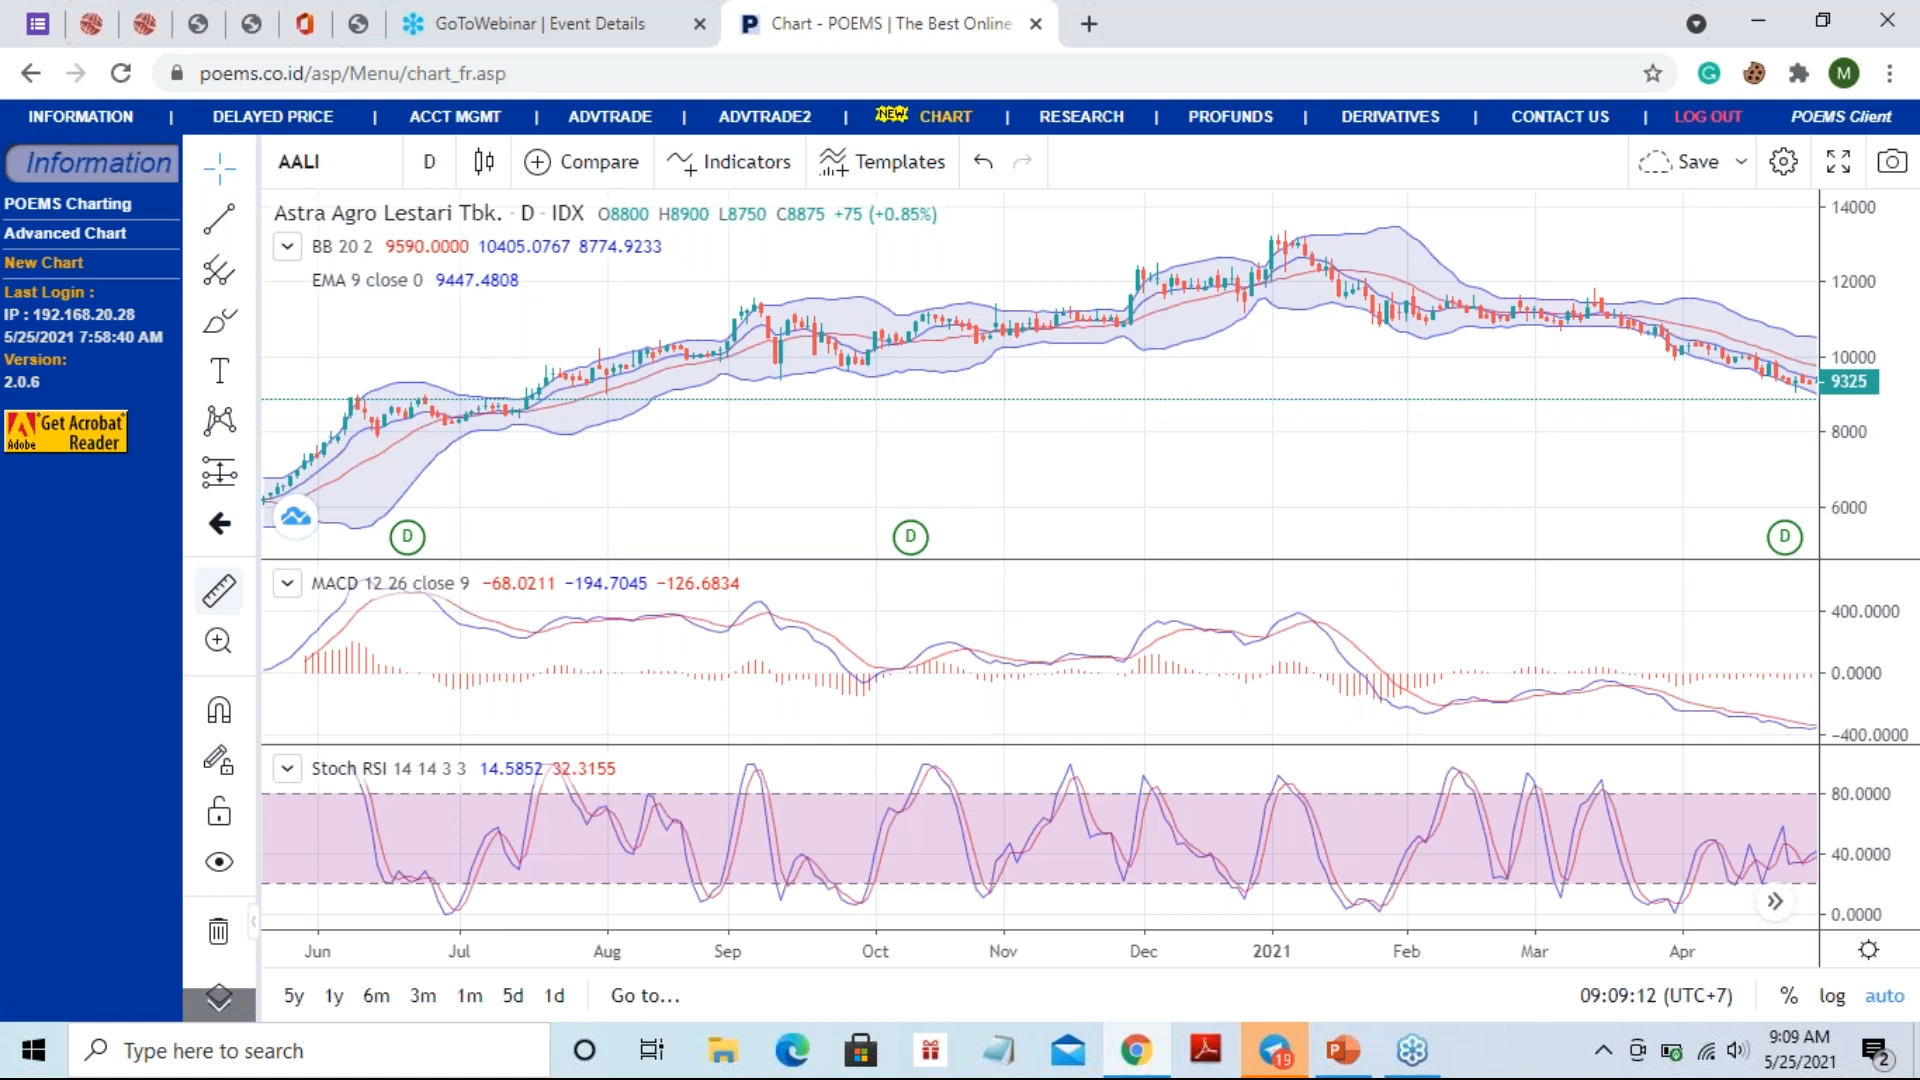 GoToWebinar | Event Details
Chart - POEMS | The Best Online
poems.co.id/asp/Menu/chart_fr.asp
G
M
INFORMATION | DELAYED PRICE | ACCT MGMT | ADVTRADE | ADVTRADE2 | NEW CHART | RESEARCH | PROFUNDS | DERIVATIVES | CONTACT US | LOG OUT POEMS Client
Information
POEMS Charting
Advanced Chart
New Chart
Last Login :
IP : 192.168.20.28
5/25/2021 7:58:40 AM
Version:
2.0.6
Get Acrobat
Adobe Reader
AALI D Compare Indicators Templates Save
Astra Agro Lestari Tbk. · D · IDX O8800 H8900 L8750 C8875 +75 (+0.85%)
BB 20 2 9590.0000 10405.0767 8774.9233
EMA 9 close 0 9447.4808
14000
12000
10000
9325
8000
6000
D D D
MACD 12 26 close 9 −68.0211 −194.7045 −126.6834
400.0000
0.0000
−400.0000
Stoch RSI 14 14 3 3 14.5852 32.3155
80.0000
40.0000
0.0000
Jun Jul Aug Sep Oct Nov Dec 2021 Feb Mar Apr
5y 1y 6m 3m 1m 5d 1d Go to... 09:09:12 (UTC+7) % log auto
Type here to search
19
9:09 AM
5/25/2021
2